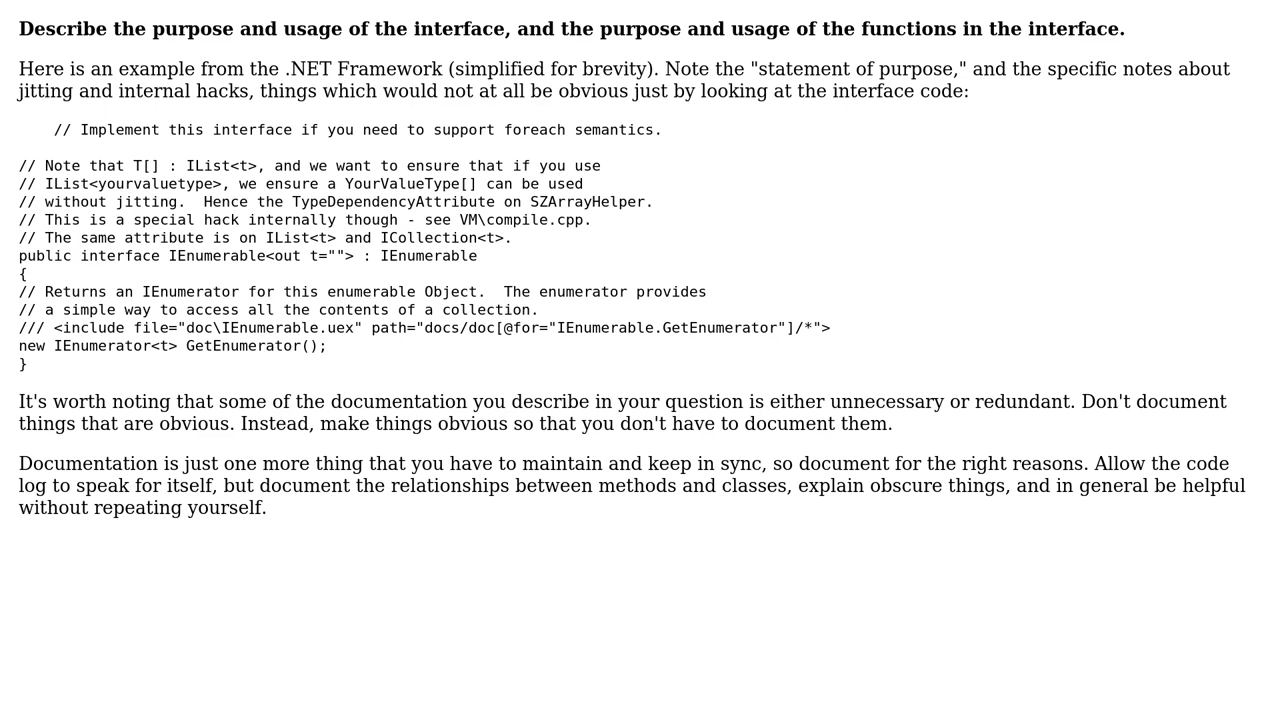 Describe the purpose and usage of the interface, and the purpose and usage of the functions in the interface.
Here is an example from the .NET Framework (simplified for brevity). Note the "statement of purpose," and the specific notes about
jitting and internal hacks, things which would not at all be obvious just by looking at the interface code:
// Implement this interface if you need to support foreach semantics.
// Note that T[] : IList<t>, and we want to ensure that if you use
// IList<yourvaluetype>, we ensure a YourValueType[] can be used
// without jitting.  Hence the TypeDependencyAttribute on SZArrayHelper.
// This is a special hack internally though - see VM\compile.cpp.
// The same attribute is on IList<t> and ICollection<t>.
public interface IEnumerable<out t=""> : IEnumerable
{
// Returns an IEnumerator for this enumerable Object.  The enumerator provides
// a simple way to access all the contents of a collection.
/// <include file="doc\IEnumerable.uex" path="docs/doc[@for="IEnumerable.GetEnumerator"]/*">
new IEnumerator<t> GetEnumerator();
}
It's worth noting that some of the documentation you describe in your question is either unnecessary or redundant. Don't document
things that are obvious. Instead, make things obvious so that you don't have to document them.
Documentation is just one more thing that you have to maintain and keep in sync, so document for the right reasons. Allow the code
log to speak for itself, but document the relationships between methods and classes, explain obscure things, and in general be helpful
without repeating yourself.